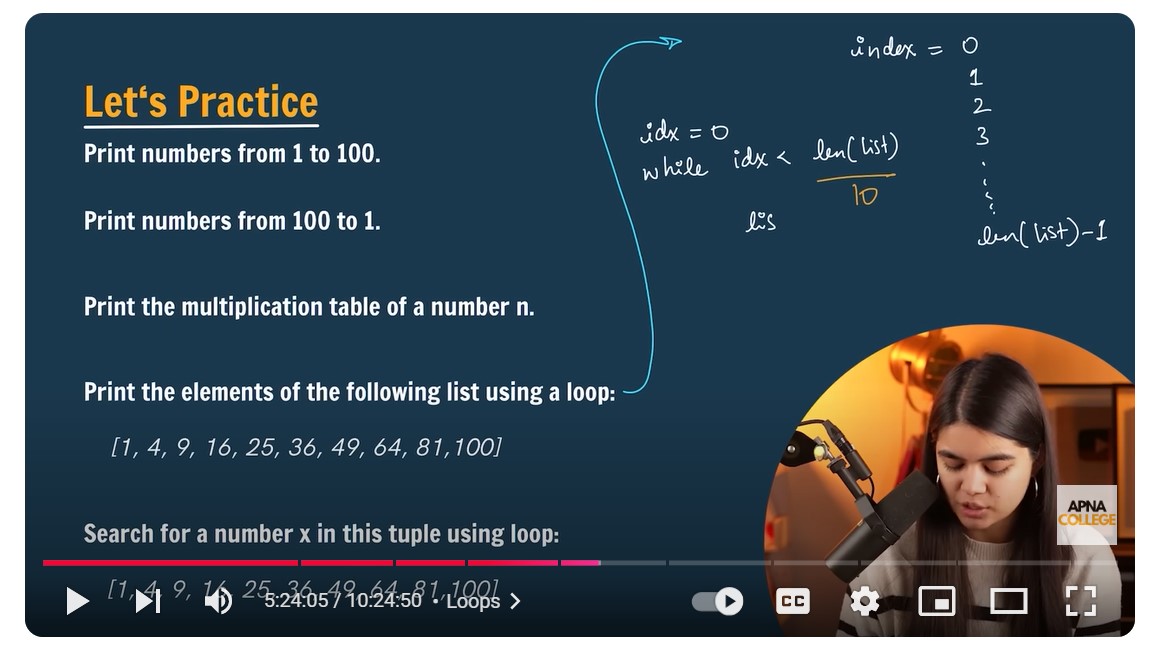 Let's Practice
Print numbers from 1 to 100.
Print numbers from 100 to 1.
Print the multiplication table of a number n.
Print the elements of the following list using a loop:
[1, 4, 9, 16, 25, 36, 49, 64, 81,100]
Search for a number x in this tuple using loop:
[1, 4, 9, 16, 25, 36, 49, 64, 81,100]
index = 0
1
2
3
len(list)-1
idx = 0
while idx < len(list)
10
lis
APNA
COLLEGE
5:24:05 / 10:24:50 • Loops
CC